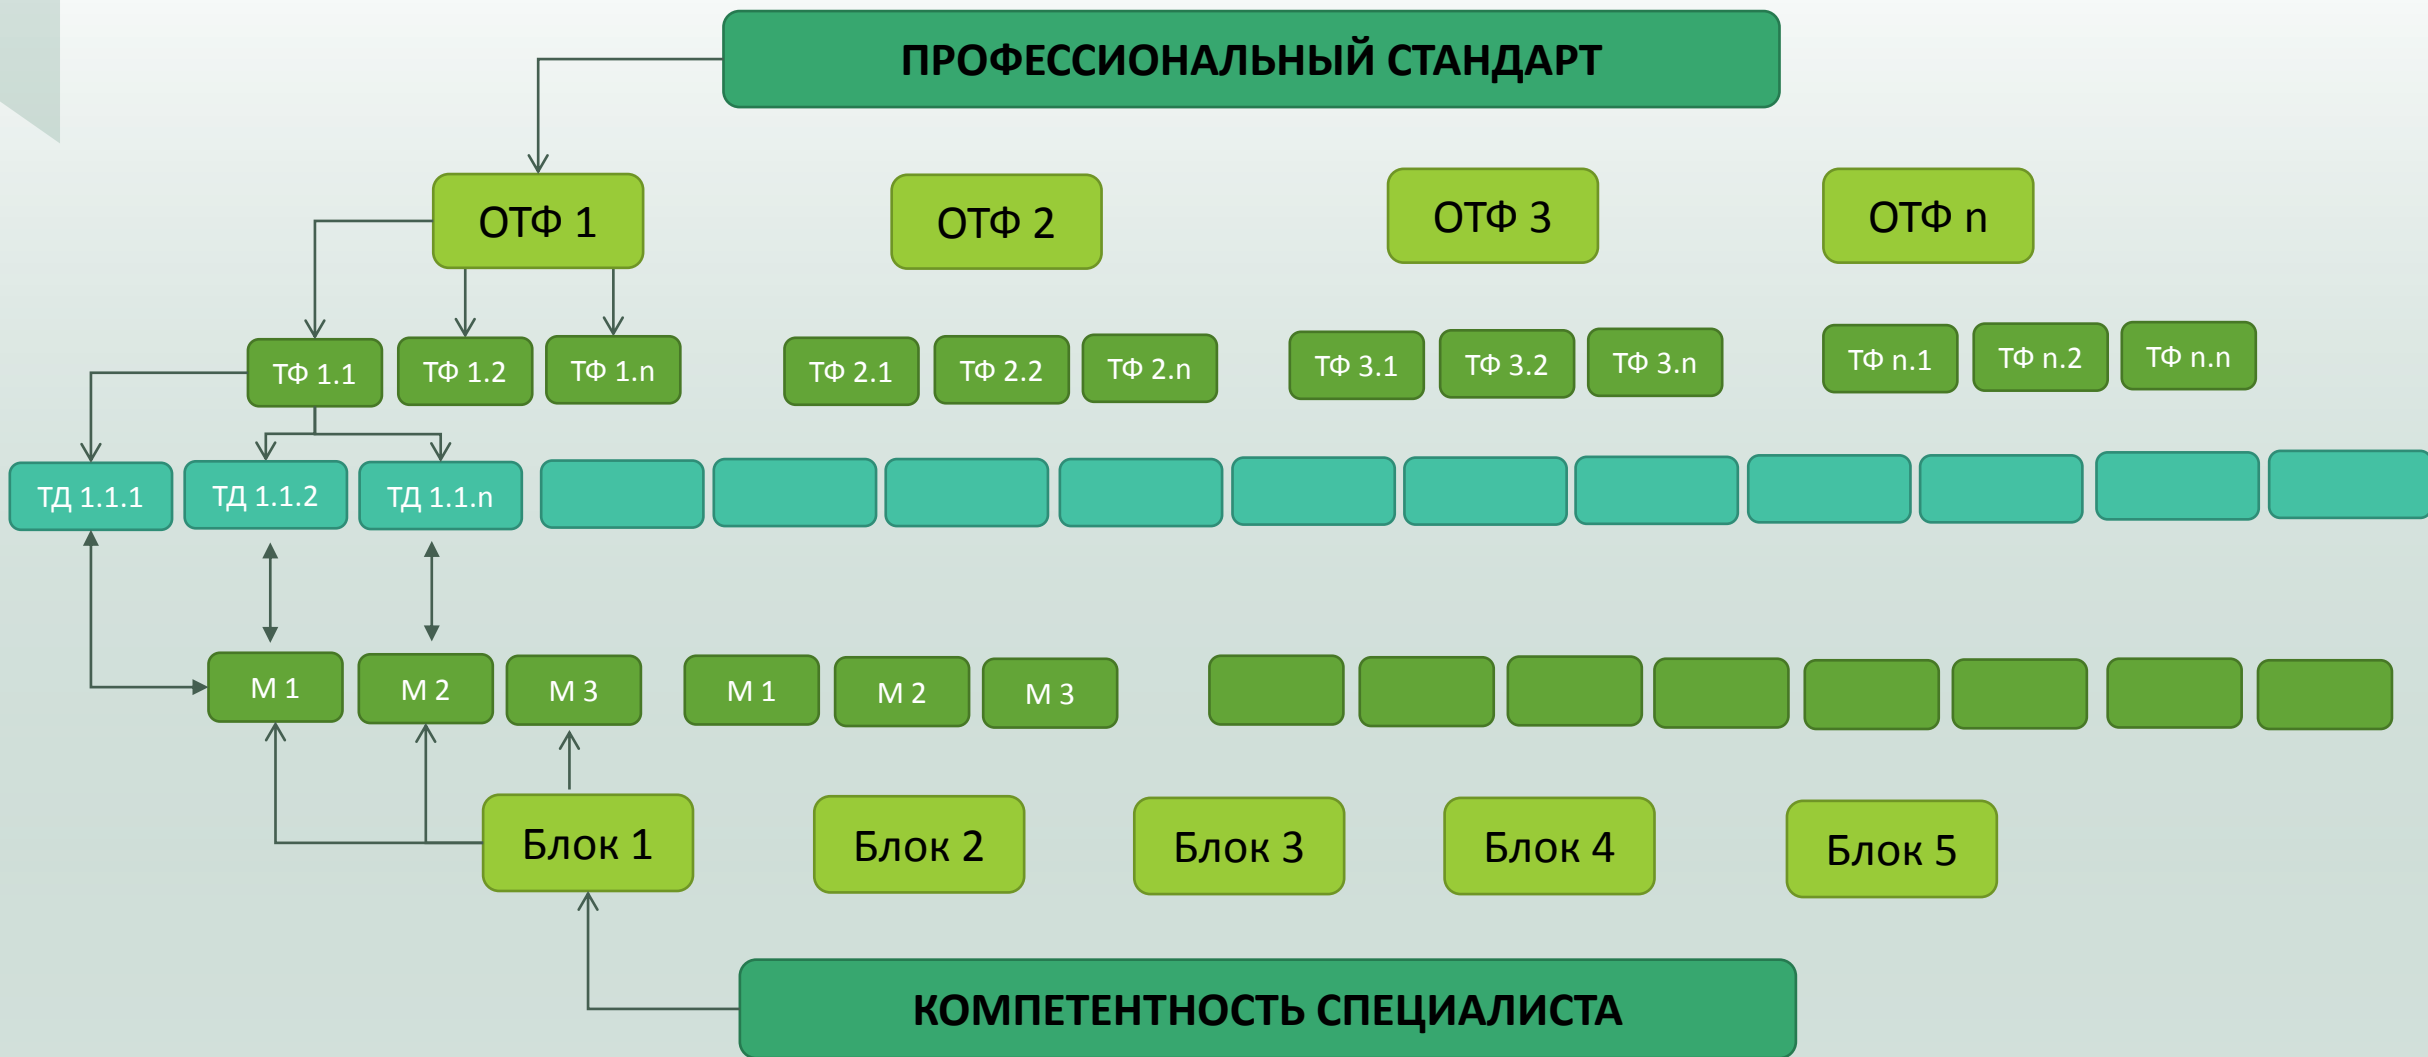 ПРОФЕССИОНАЛЬНЫЙ СТАНДАРТ
ОТФ 1
ОТФ 2
ОТФ 3
ОТФ n
ТФ 1.1
ТФ 1.2
ТФ 1.n
ТФ 2.1
ТФ 2.2
ТФ 2.n
ТФ 3.1
ТФ 3.2
ТФ 3.n
ТФ n.1
ТФ n.2
ТФ n.n
ТД 1.1.1
ТД 1.1.2
ТД 1.1.n
М 1
М 2
М 3
М 1
М 2
М 3
Блок 1
Блок 2
Блок 3
Блок 4
Блок 5
КОМПЕТЕНТНОСТЬ СПЕЦИАЛИСТА